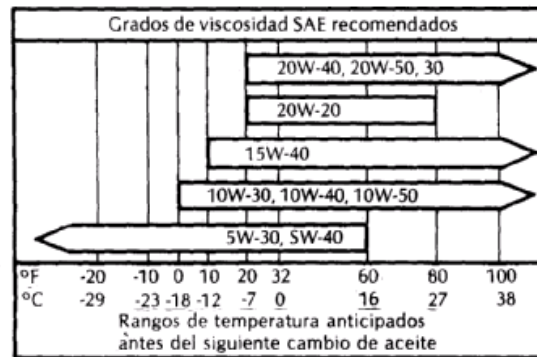 Grados de viscosidad SAE recomendados
20W-40, 20W-50, 30
20W-20
15W-40
10W-30, 10W-40, 10W-50
5W-30, SW-40
°F -20 -10 0 10 20 32 60 80 100
°C -29 -23 -18 -12 -7 0 16 27 38
Rangos de temperatura anticipados
antes del siguiente cambio de aceite